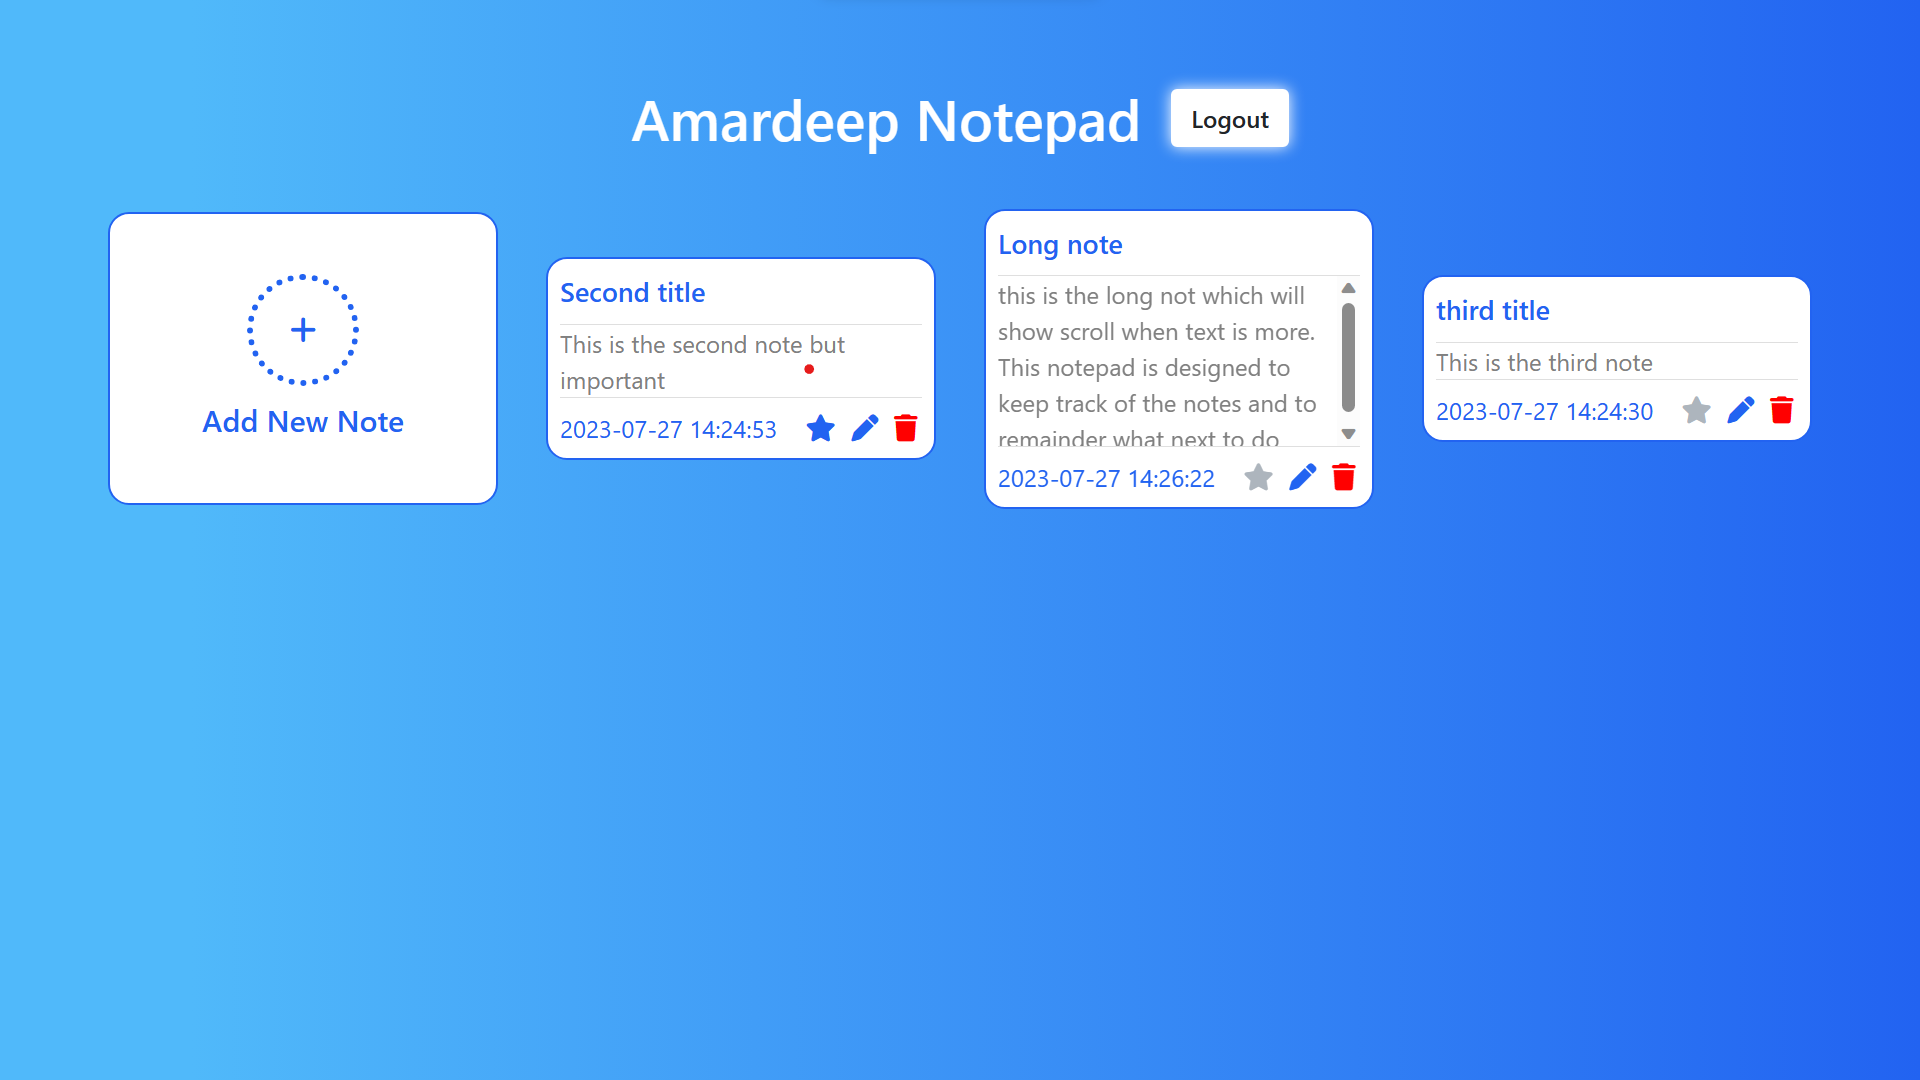 Amardeep Notepad
Logout
Add New Note
Second title
This is the second note but
important
2023-07-27 14:24:53
Long note
this is the long not which will
show scroll when text is more.
This notepad is designed to
keep track of the notes and to
remainder what next to do
2023-07-27 14:26:22
third title
This is the third note
2023-07-27 14:24:30